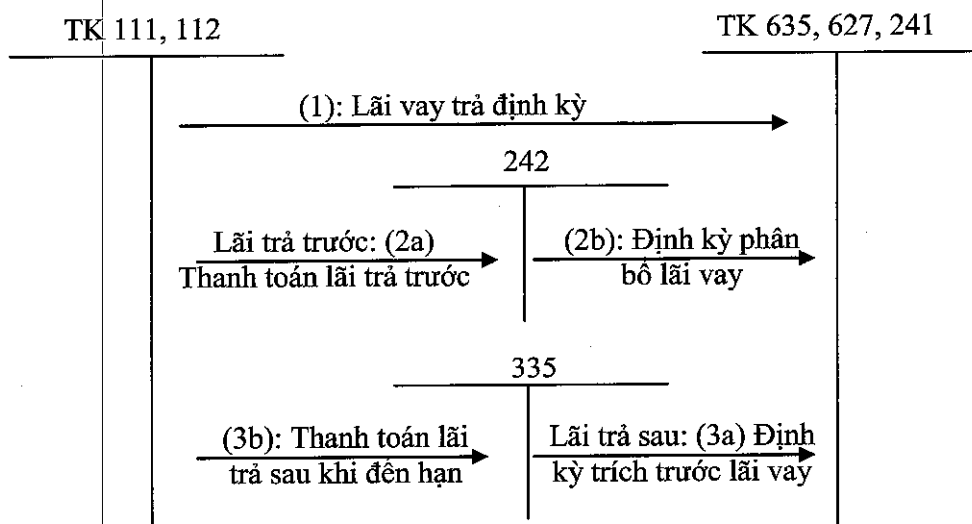 TK 111, 112
TK 635, 627, 241
(1): Lãi vay trả định kỳ
242
Lãi trả trước: (2a)
Thanh toán lãi trả trước
(2b): Định kỳ phân
bổ lãi vay
335
(3b): Thanh toán lãi
trả sau khi đến hạn
Lãi trả sau: (3a) Định
kỳ trích trước lãi vay